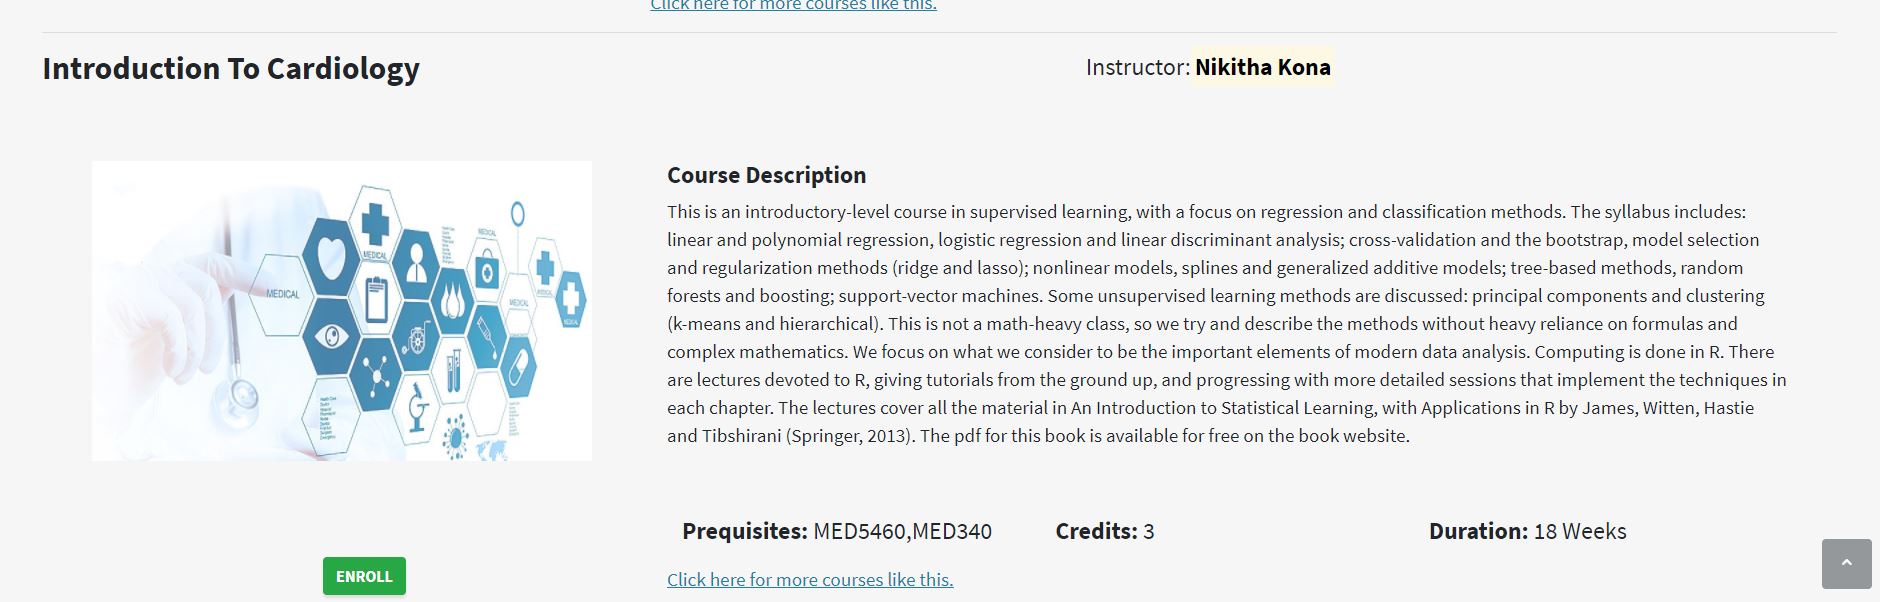 Click here for more courses like this.
Introduction To Cardiology
Instructor: Nikitha Kona
MEDICAL
MEDICAL
MEDICAL
MEDICAL
Course Description
This is an introductory-level course in supervised learning, with a focus on regression and classification methods. The syllabus includes:
linear and polynomial regression, logistic regression and linear discriminant analysis; cross-validation and the bootstrap, model selection
and regularization methods (ridge and lasso); nonlinear models, splines and generalized additive models; tree-based methods, random
forests and boosting; support-vector machines. Some unsupervised learning methods are discussed: principal components and clustering
(k-means and hierarchical). This is not a math-heavy class, so we try and describe the methods without heavy reliance on formulas and
complex mathematics. We focus on what we consider to be the important elements of modern data analysis. Computing is done in R. There
are lectures devoted to R, giving tutorials from the ground up, and progressing with more detailed sessions that implement the techniques in
each chapter. The lectures cover all the material in An Introduction to Statistical Learning, with Applications in R by James, Witten, Hastie
and Tibshirani (Springer, 2013). The pdf for this book is available for free on the book website.
Prequisites: MED5460,MED340
Credits: 3
Duration: 18 Weeks
ENROLL
Click here for more courses like this.